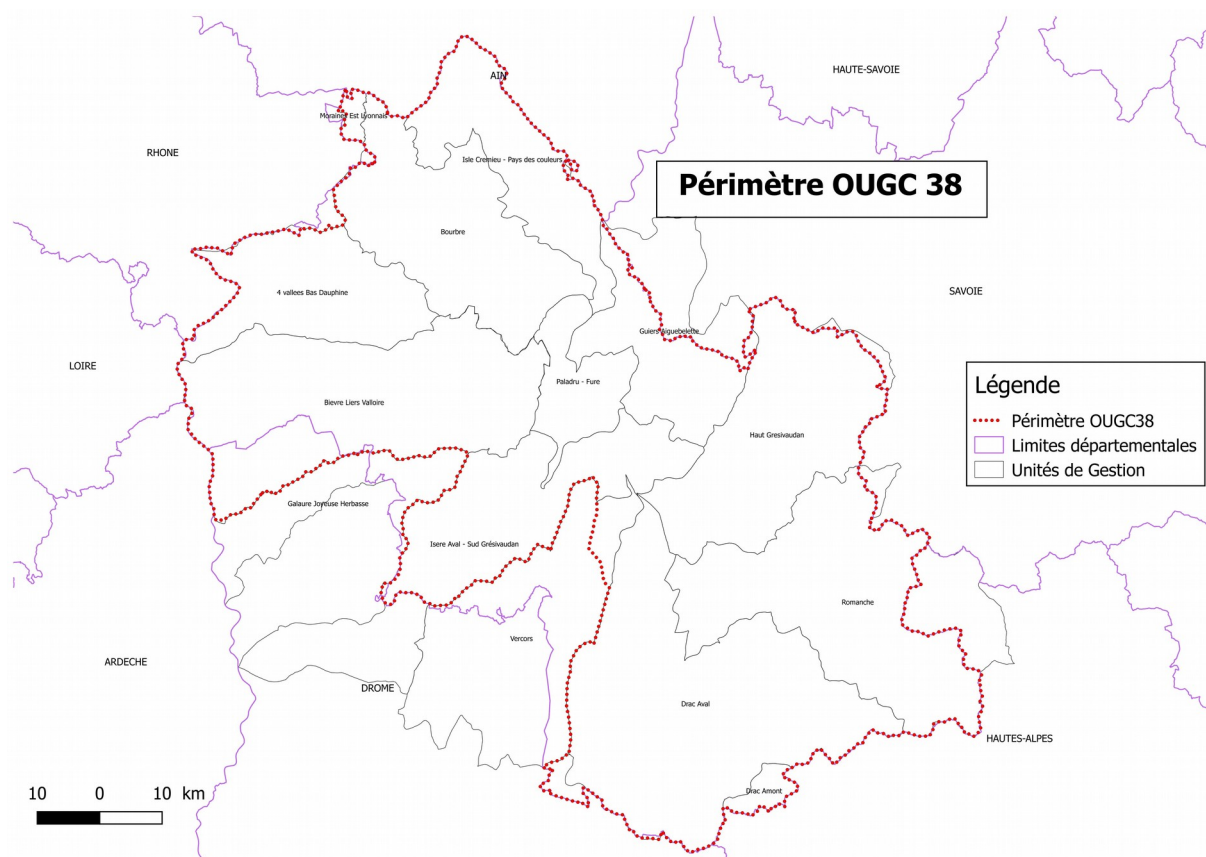 AIN
HAUTE-SAVOIE
Moraines Est Lyonnais
RHONE
Isle Cremieu - Pays des couleurs
Périmètre OUGC 38
Bourbre
4 vallees Bas Dauphine
SAVOIE
Guiers Aiguebelette
LOIRE
Paladru - Fure
Légende
Périmètre OUGC38
Limites départementales
Unités de Gestion
Bievre Liers Valloire
Haut Gresivaudan
Galaure Joyeuse Herbasse
Isere Aval - Sud Grésivaudan
Romanche
Vercors
ARDECHE
DROME
Drac Aval
HAUTES-ALPES
Drac Amont
10 0 10 km